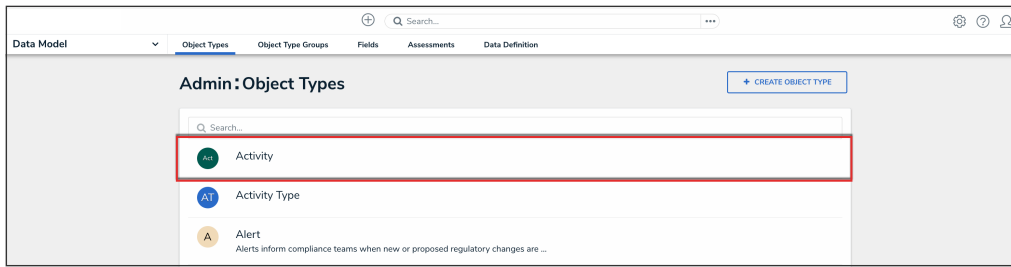 Search...
Data Model
Object Types Object Type Groups Fields Assessments Data Definition
Admin:Object Types
+ CREATE OBJECT TYPE
Search...
Act Activity
AT Activity Type
A Alert
Alerts inform compliance teams when new or proposed regulatory changes are ...